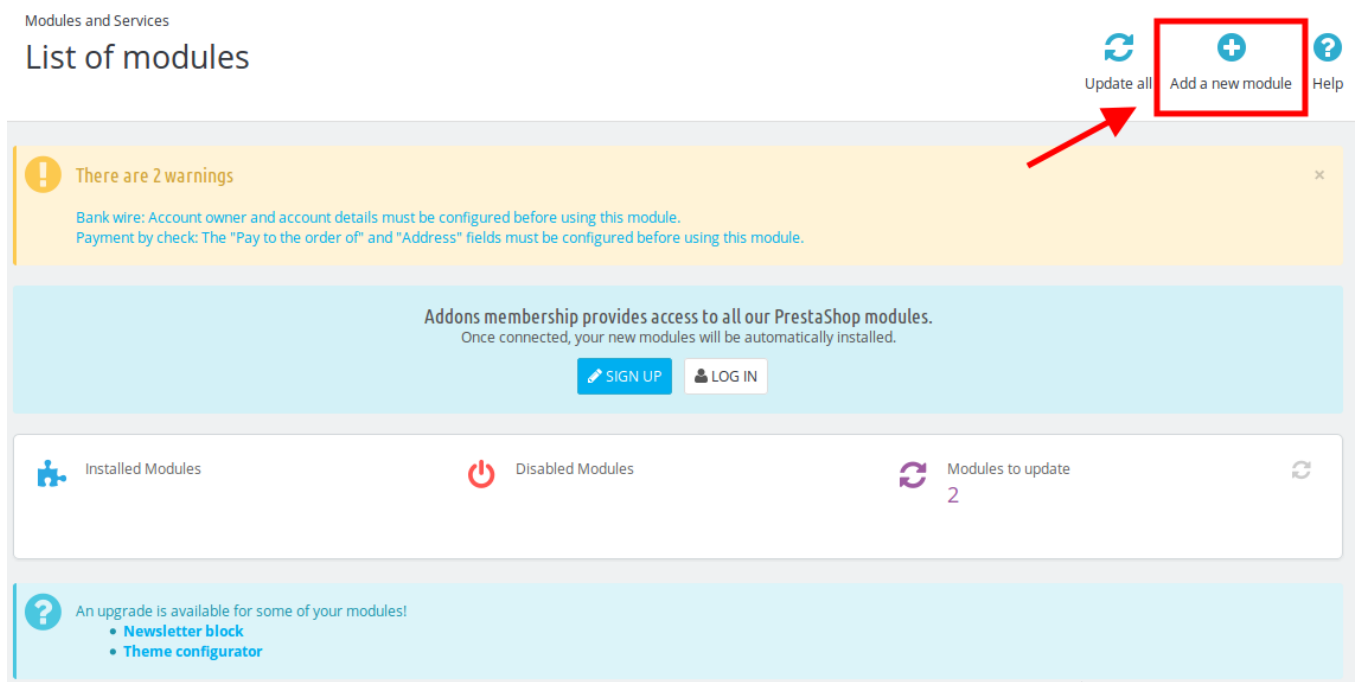 Modules and Services
List of modules
Update all
Add a new module
Help
There are 2 warnings
×
Bank wire: Account owner and account details must be configured before using this module.
Payment by check: The "Pay to the order of" and "Address" fields must be configured before using this module.
Addons membership provides access to all our PrestaShop modules.
Once connected, your new modules will be automatically installed.
SIGN UP
LOG IN
Installed Modules
Disabled Modules
Modules to update
2
An upgrade is available for some of your modules!
• Newsletter block
• Theme configurator